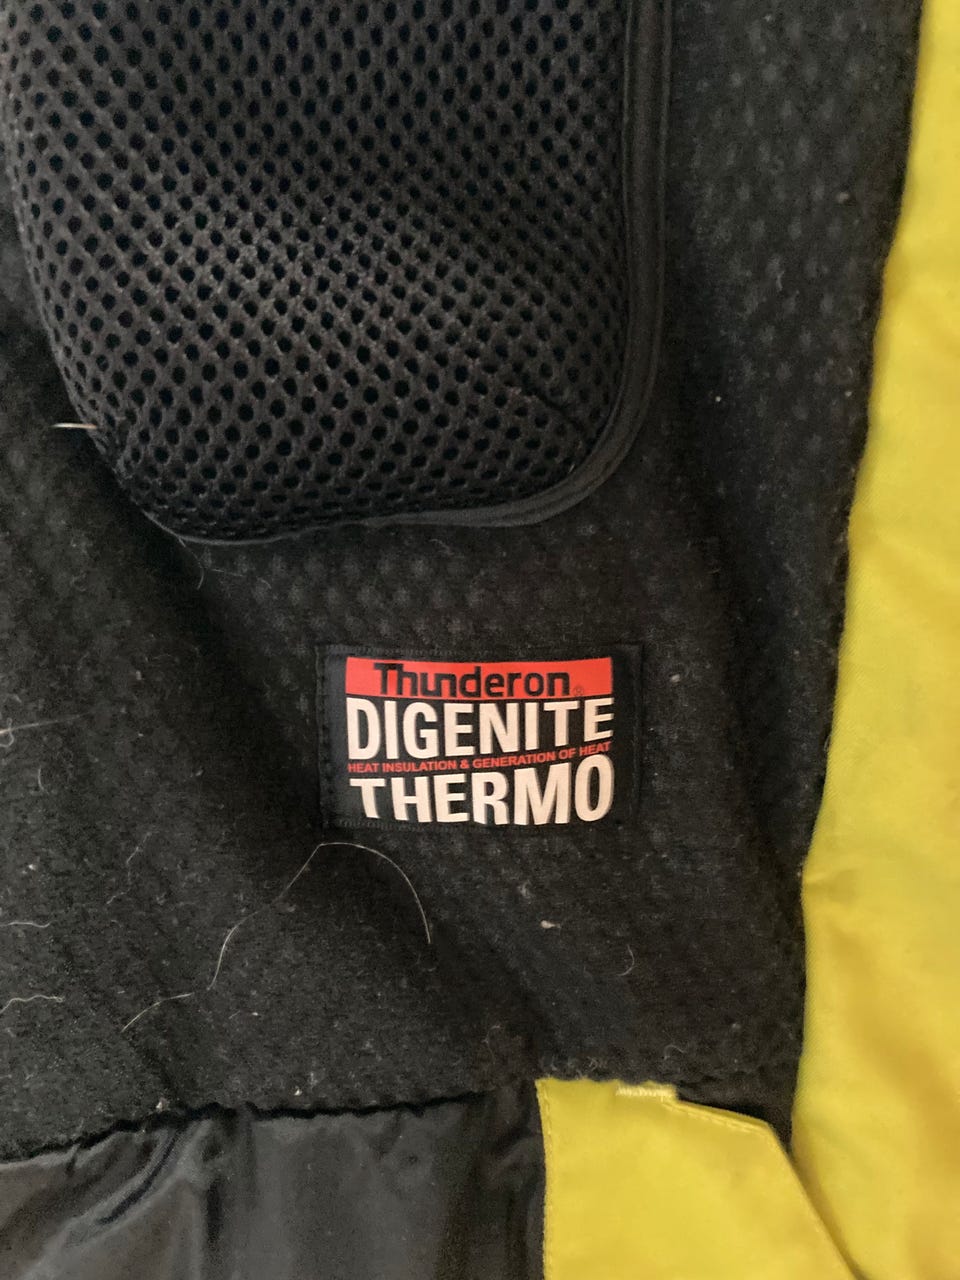 Thunderon®
DIGENITE
HEAT INSULATION & GENERATION OF HEAT
THERMO